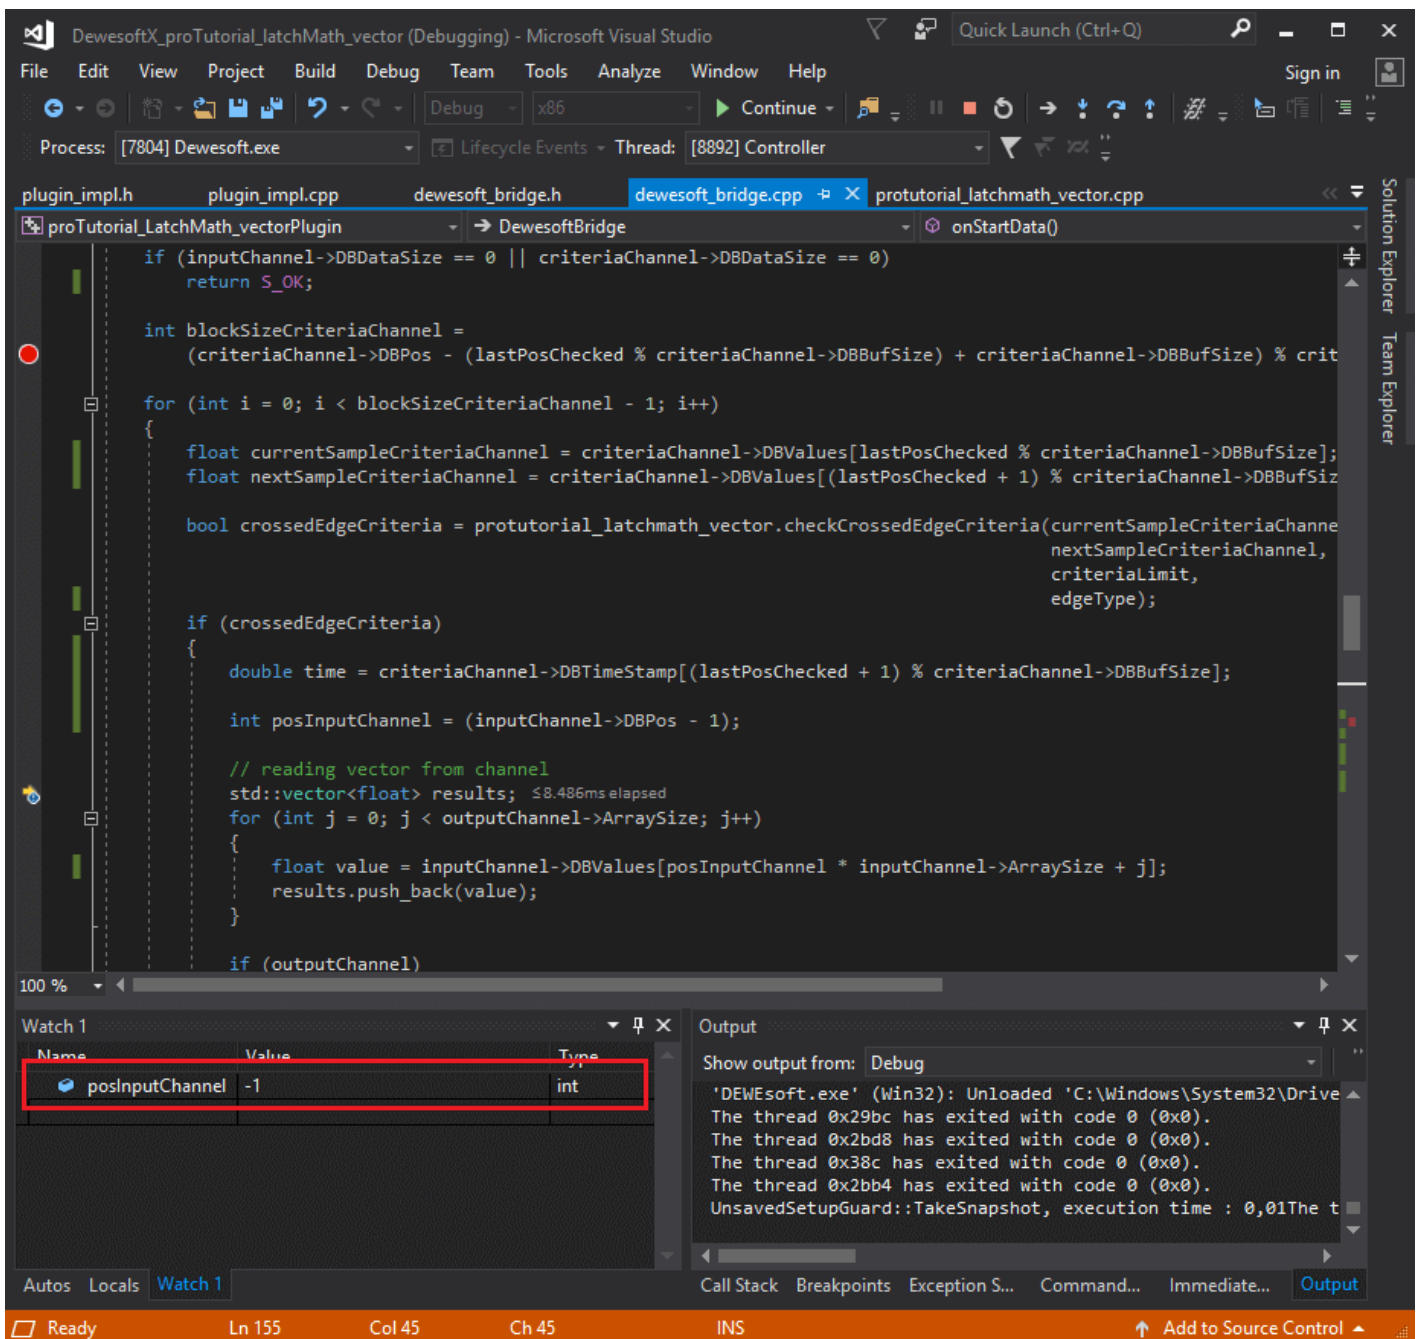 DewesoftX_proTutorial_latchMath_vector (Debugging) - Microsoft Visual Studio
Quick Launch (Ctrl+Q)
File Edit View Project Build Debug Team Tools Analyze Window Help
Sign in
Debug x86 Continue
Process: [7804] Dewesoft.exe Lifecycle Events Thread: [8892] Controller
plugin_impl.h plugin_impl.cpp dewesoft_bridge.h dewesoft_bridge.cpp protutorial_latchmath_vector.cpp
proTutorial_LatchMath_vectorPlugin DewesoftBridge onStartData()
if (inputChannel->DBDataSize == 0 || criteriaChannel->DBDataSize == 0)
return S_OK;
int blockSizeCriteriaChannel =
(criteriaChannel->DBPos - (lastPosChecked % criteriaChannel->DBBufSize) + criteriaChannel->DBBufSize) % crit
for (int i = 0; i < blockSizeCriteriaChannel - 1; i++)
{
float currentSampleCriteriaChannel = criteriaChannel->DBValues[lastPosChecked % criteriaChannel->DBBufSize];
float nextSampleCriteriaChannel = criteriaChannel->DBValues[(lastPosChecked + 1) % criteriaChannel->DBBufSiz
bool crossedEdgeCriteria = protutorial_latchmath_vector.checkCrossedEdgeCriteria(currentSampleCriteriaChanne
nextSampleCriteriaChannel,
criteriaLimit,
edgeType);
if (crossedEdgeCriteria)
{
double time = criteriaChannel->DBTimeStamp[(lastPosChecked + 1) % criteriaChannel->DBBufSize];
int posInputChannel = (inputChannel->DBPos - 1);
// reading vector from channel
std::vector<float> results; ≤8.486ms elapsed
for (int j = 0; j < outputChannel->ArraySize; j++)
{
float value = inputChannel->DBValues[posInputChannel * inputChannel->ArraySize + j];
results.push_back(value);
}
if (outputChannel)
100 %
Solution Explorer
Team Explorer
Watch 1
Name Value Type
posInputChannel -1 int
Autos Locals Watch 1
Output
Show output from: Debug
'DEWEsoft.exe' (Win32): Unloaded 'C:\Windows\System32\Drive
The thread 0x29bc has exited with code 0 (0x0).
The thread 0x2bd8 has exited with code 0 (0x0).
The thread 0x38c has exited with code 0 (0x0).
The thread 0x2bb4 has exited with code 0 (0x0).
UnsavedSetupGuard::TakeSnapshot, execution time : 0,01The t
Call Stack Breakpoints Exception S... Command... Immediate... Output
Ready Ln 155 Col 45 Ch 45 INS Add to Source Control